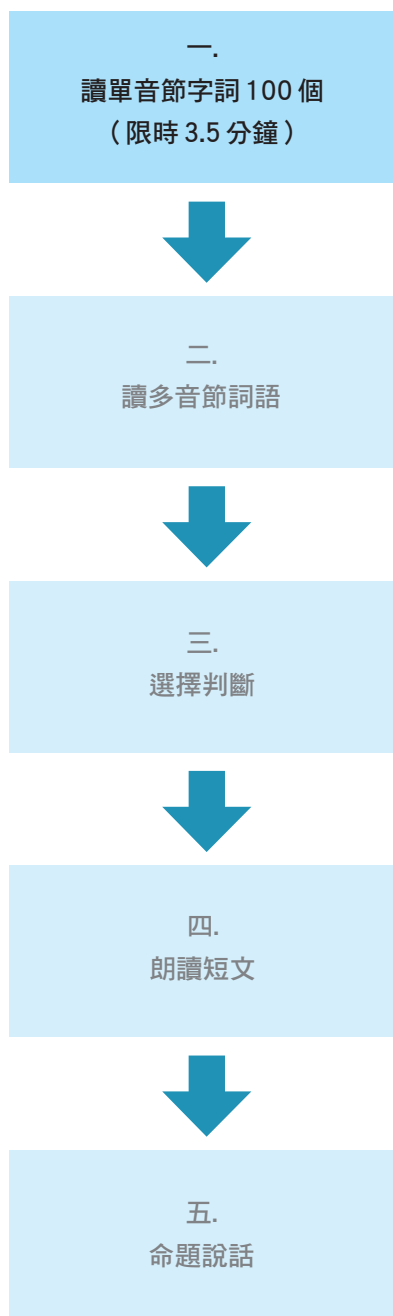 一.
讀單音節字詞 100 個
（限時 3.5 分鐘）
二.
讀多音節詞語
三.
選擇判斷
四.
朗讀短文
五.
命題說話